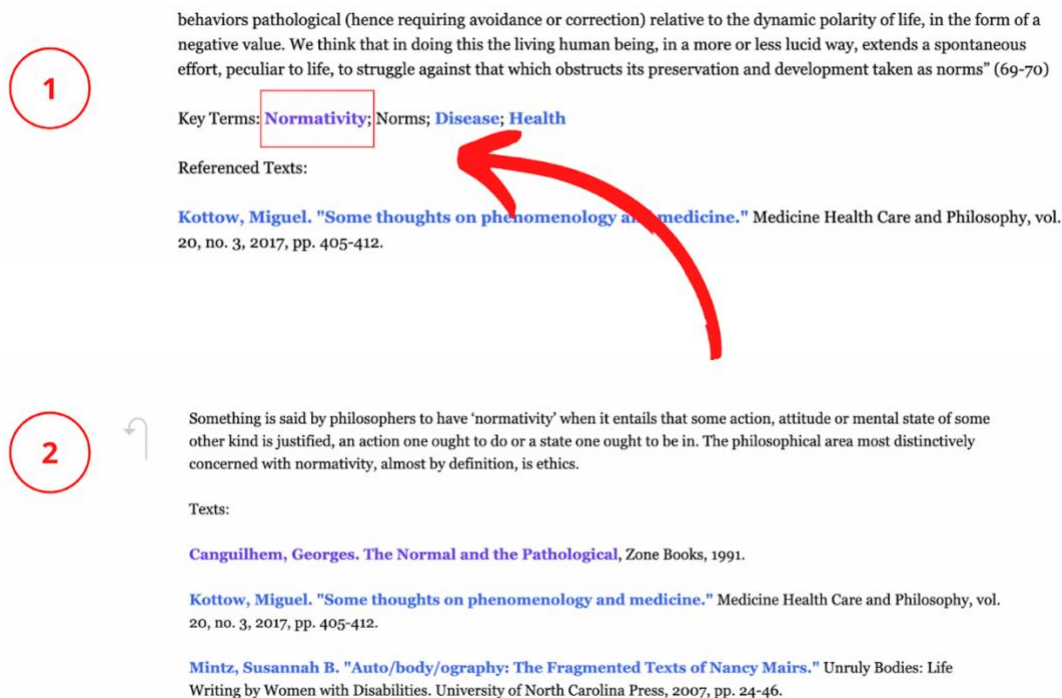 behaviors pathological (hence requiring avoidance or correction) relative to the dynamic polarity of life, in the form of a
negative value. We think that in doing this the living human being, in a more or less lucid way, extends a spontaneous
effort, peculiar to life, to struggle against that which obstructs its preservation and development taken as norms” (69-70)
1
Key Terms: Normativity; Norms; Disease; Health
Referenced Texts:
Kottow, Miguel. "Some thoughts on phenomenology and medicine." Medicine Health Care and Philosophy, vol.
20, no. 3, 2017, pp. 405-412.
2
Something is said by philosophers to have ‘normativity’ when it entails that some action, attitude or mental state of some
other kind is justified, an action one ought to do or a state one ought to be in. The philosophical area most distinctively
concerned with normativity, almost by definition, is ethics.
Texts:
Canguilhem, Georges. The Normal and the Pathological, Zone Books, 1991.
Kottow, Miguel. "Some thoughts on phenomenology and medicine." Medicine Health Care and Philosophy, vol.
20, no. 3, 2017, pp. 405-412.
Mintz, Susannah B. "Auto/body/ography: The Fragmented Texts of Nancy Mairs." Unruly Bodies: Life
Writing by Women with Disabilities. University of North Carolina Press, 2007, pp. 24-46.